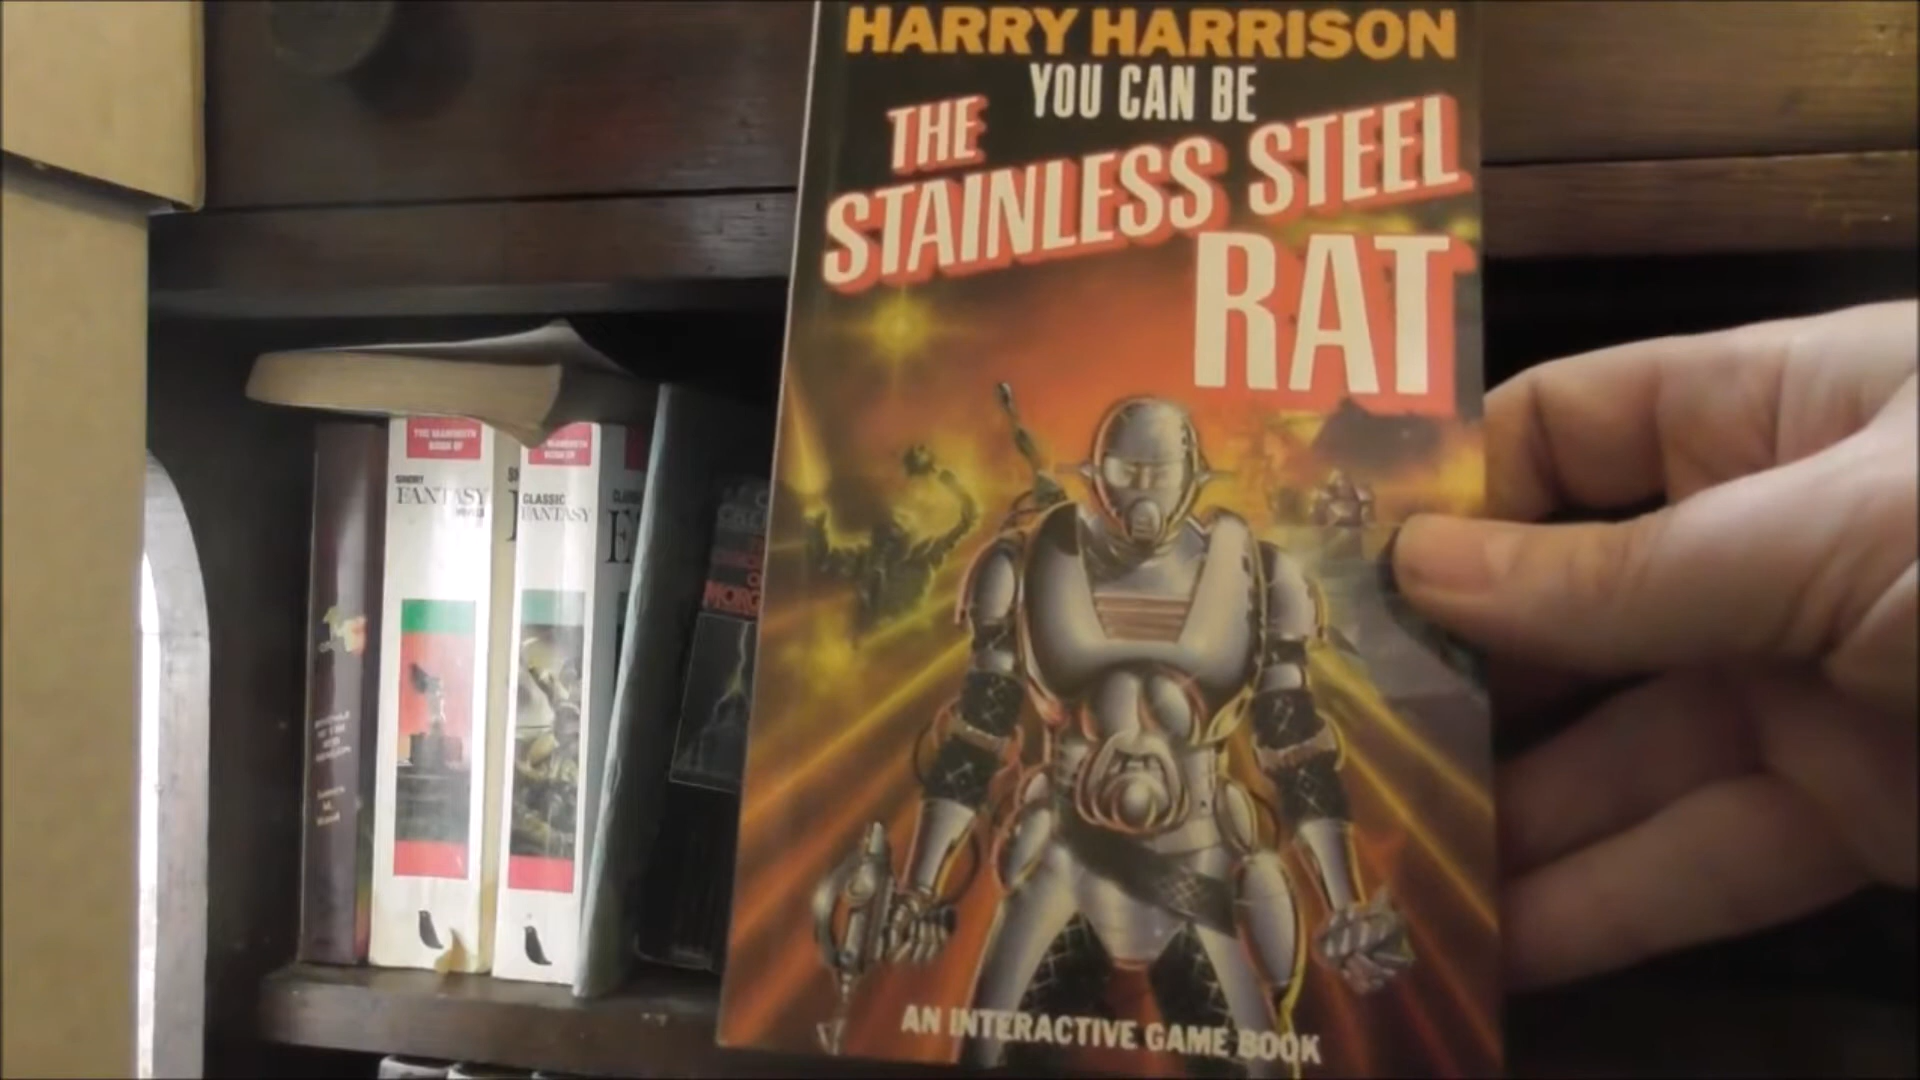 HARRY HARRISON
YOU CAN BE
THE
STAINLESS STEEL
RAT
AN INTERACTIVE GAME BOOK
THE MAMMOTH
BOOK OF
SHORT
FANTASY
MAMMOTH
BOOK OF
CLASSIC
FANTASY